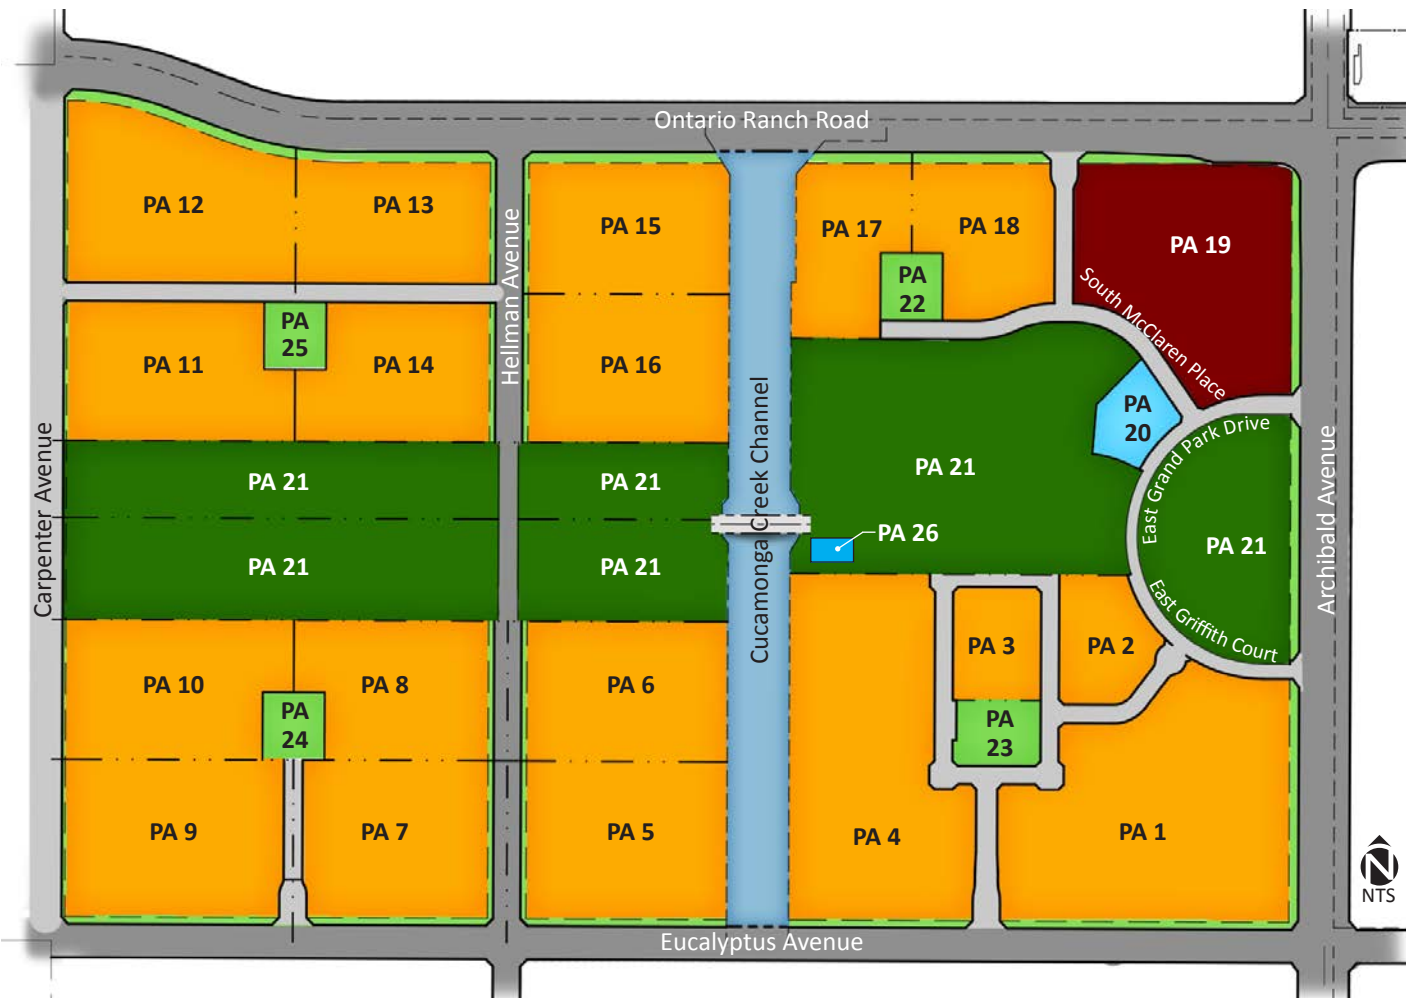 Ontario Ranch Road
PA 12
PA 13
PA 15
PA 17
PA 18
PA 19
PA
22
South McClaren Place
Hellman Avenue
PA
25
PA 11
PA 14
PA 16
Cucamonga Creek Channel
PA
20
East Grand Park Drive
Carpenter Avenue
PA 21
PA 21
PA 21
PA 26
PA 21
PA 21
PA 21
Archibald Avenue
East Griffith Court
PA 10
PA 8
PA 6
PA 3
PA 2
PA
24
PA
23
PA 9
PA 7
PA 5
PA 4
PA 1
N
NTS
Eucalyptus Avenue